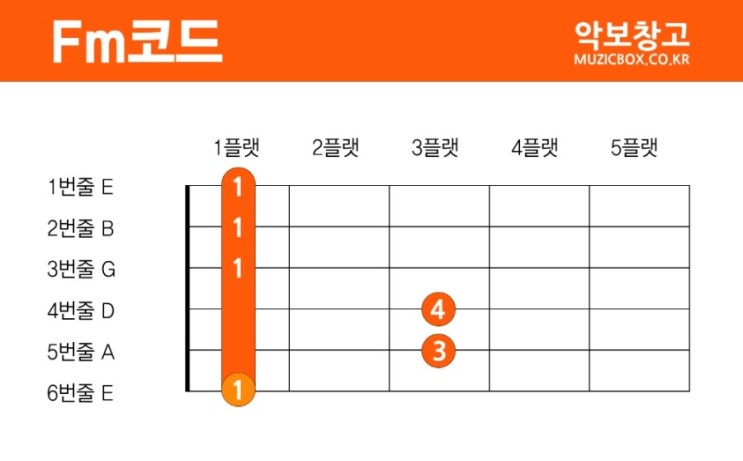 Fm코드
악보창고
MUZICBOX.CO.KR
1플랫 2플랫 3플랫 4플랫 5플랫
1번줄 E 1
2번줄 B 1
3번줄 G 1
4번줄 D 4
5번줄 A 3
6번줄 E 1